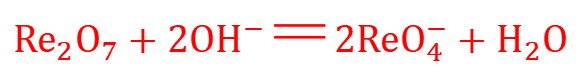 Re₂O₇ + 2OH⁻ ═ 2ReO₄⁻ + H₂O